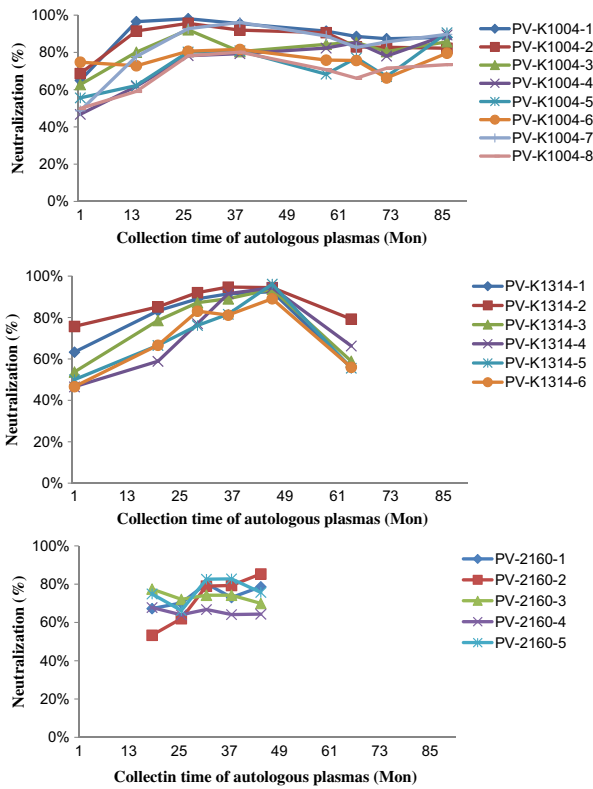 100%
80%
60%
40%
20%
0%
Neutralization (%)
1 13 25 37 49 61 73 85
Collection time of autologous plasmas (Mon)
PV-K1004-1
PV-K1004-2
PV-K1004-3
PV-K1004-4
PV-K1004-5
PV-K1004-6
PV-K1004-7
PV-K1004-8
100%
80%
60%
40%
20%
0%
Neutralization (%)
1 13 25 37 49 61 73 85
Collection time of autologous plasmas (Mon)
PV-K1314-1
PV-K1314-2
PV-K1314-3
PV-K1314-4
PV-K1314-5
PV-K1314-6
100%
80%
60%
40%
20%
0%
Neutralization (%)
1 13 25 37 49 61 73 85
Collectin time of autologous plasmas (Mon)
PV-2160-1
PV-2160-2
PV-2160-3
PV-2160-4
PV-2160-5